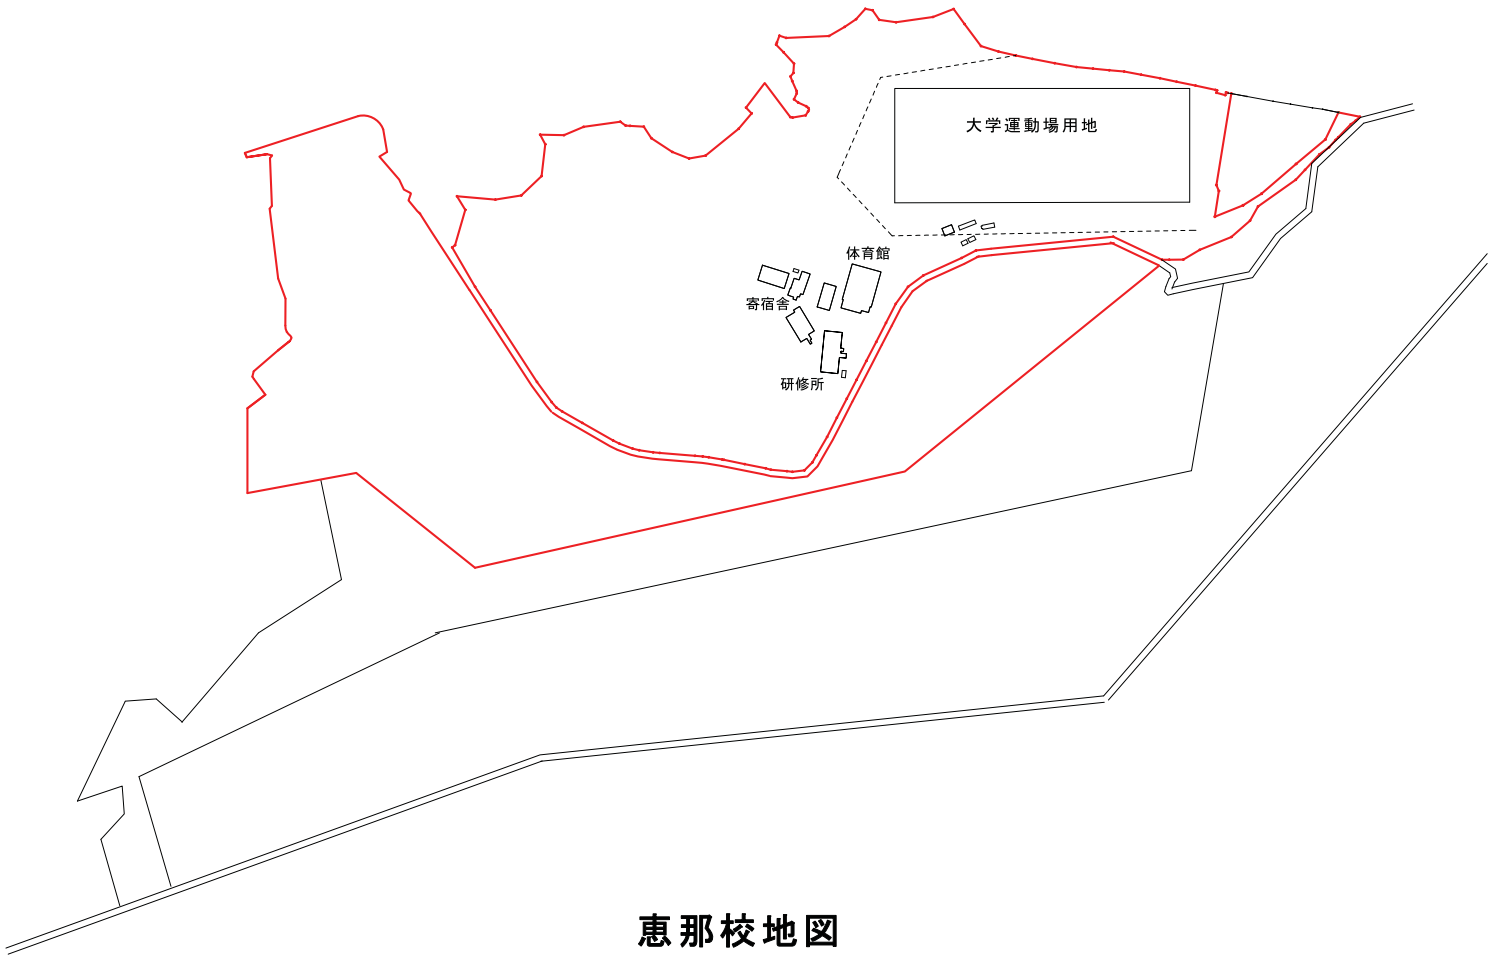 大学運動場用地
体育館
寄宿舎
研修所
恵那校地図